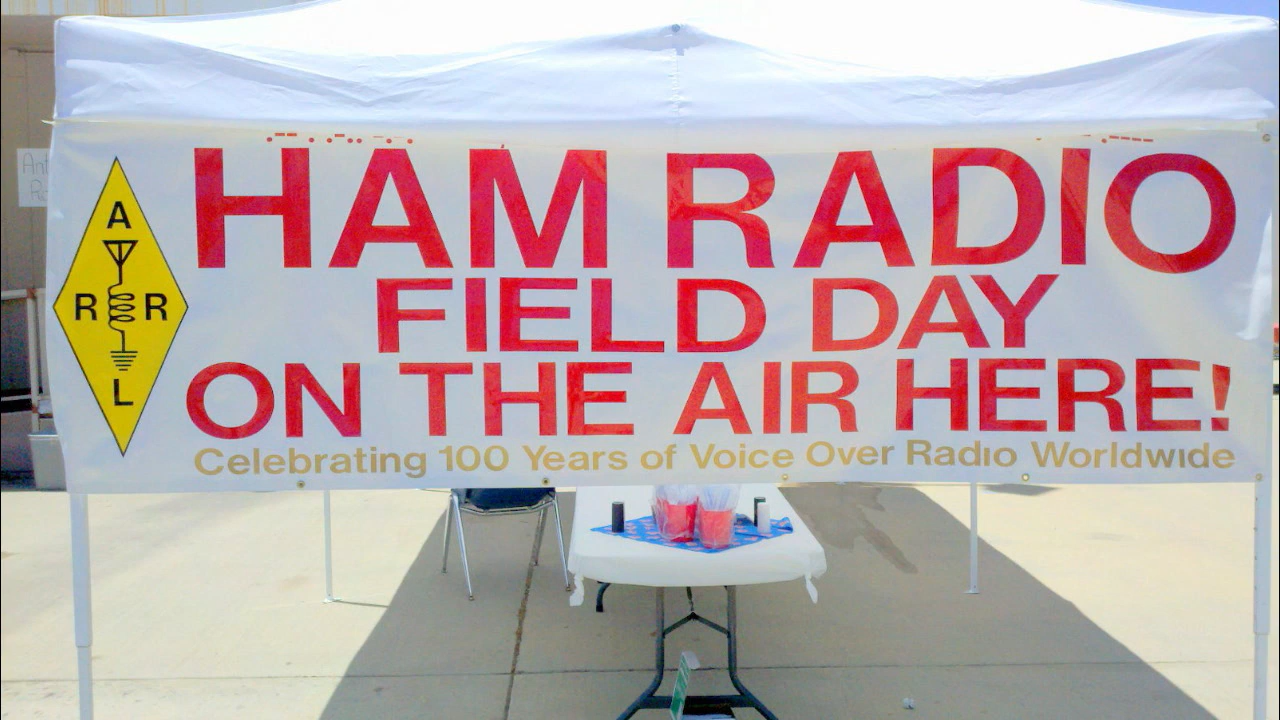 HAM RADIO
FIELD DAY
ON THE AIR HERE!
Celebrating 100 Years of Voice Over Radio Worldwide
A
R R
L